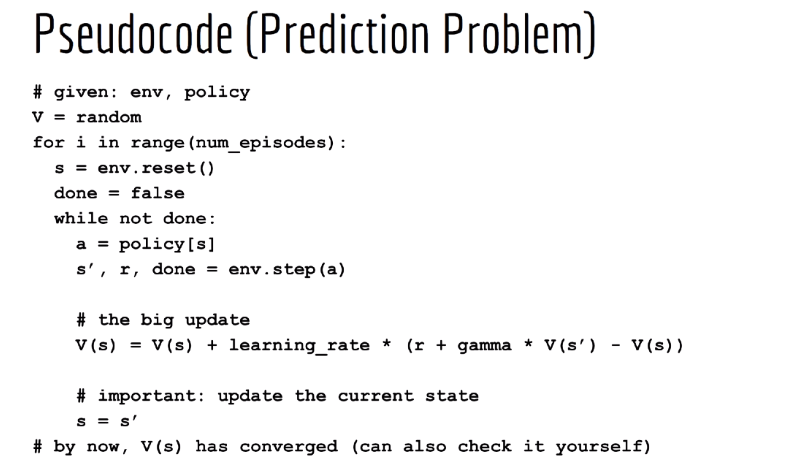 Pseudocode (Prediction Problem)
# given: env, policy
V = random
for i in range(num_episodes):
  s = env.reset()
  done = false
  while not done:
    a = policy[s]
    s’, r, done = env.step(a)
    # the big update
    V(s) = V(s) + learning_rate * (r + gamma * V(s’) - V(s))
    # important: update the current state
    s = s’
# by now, V(s) has converged (can also check it yourself)